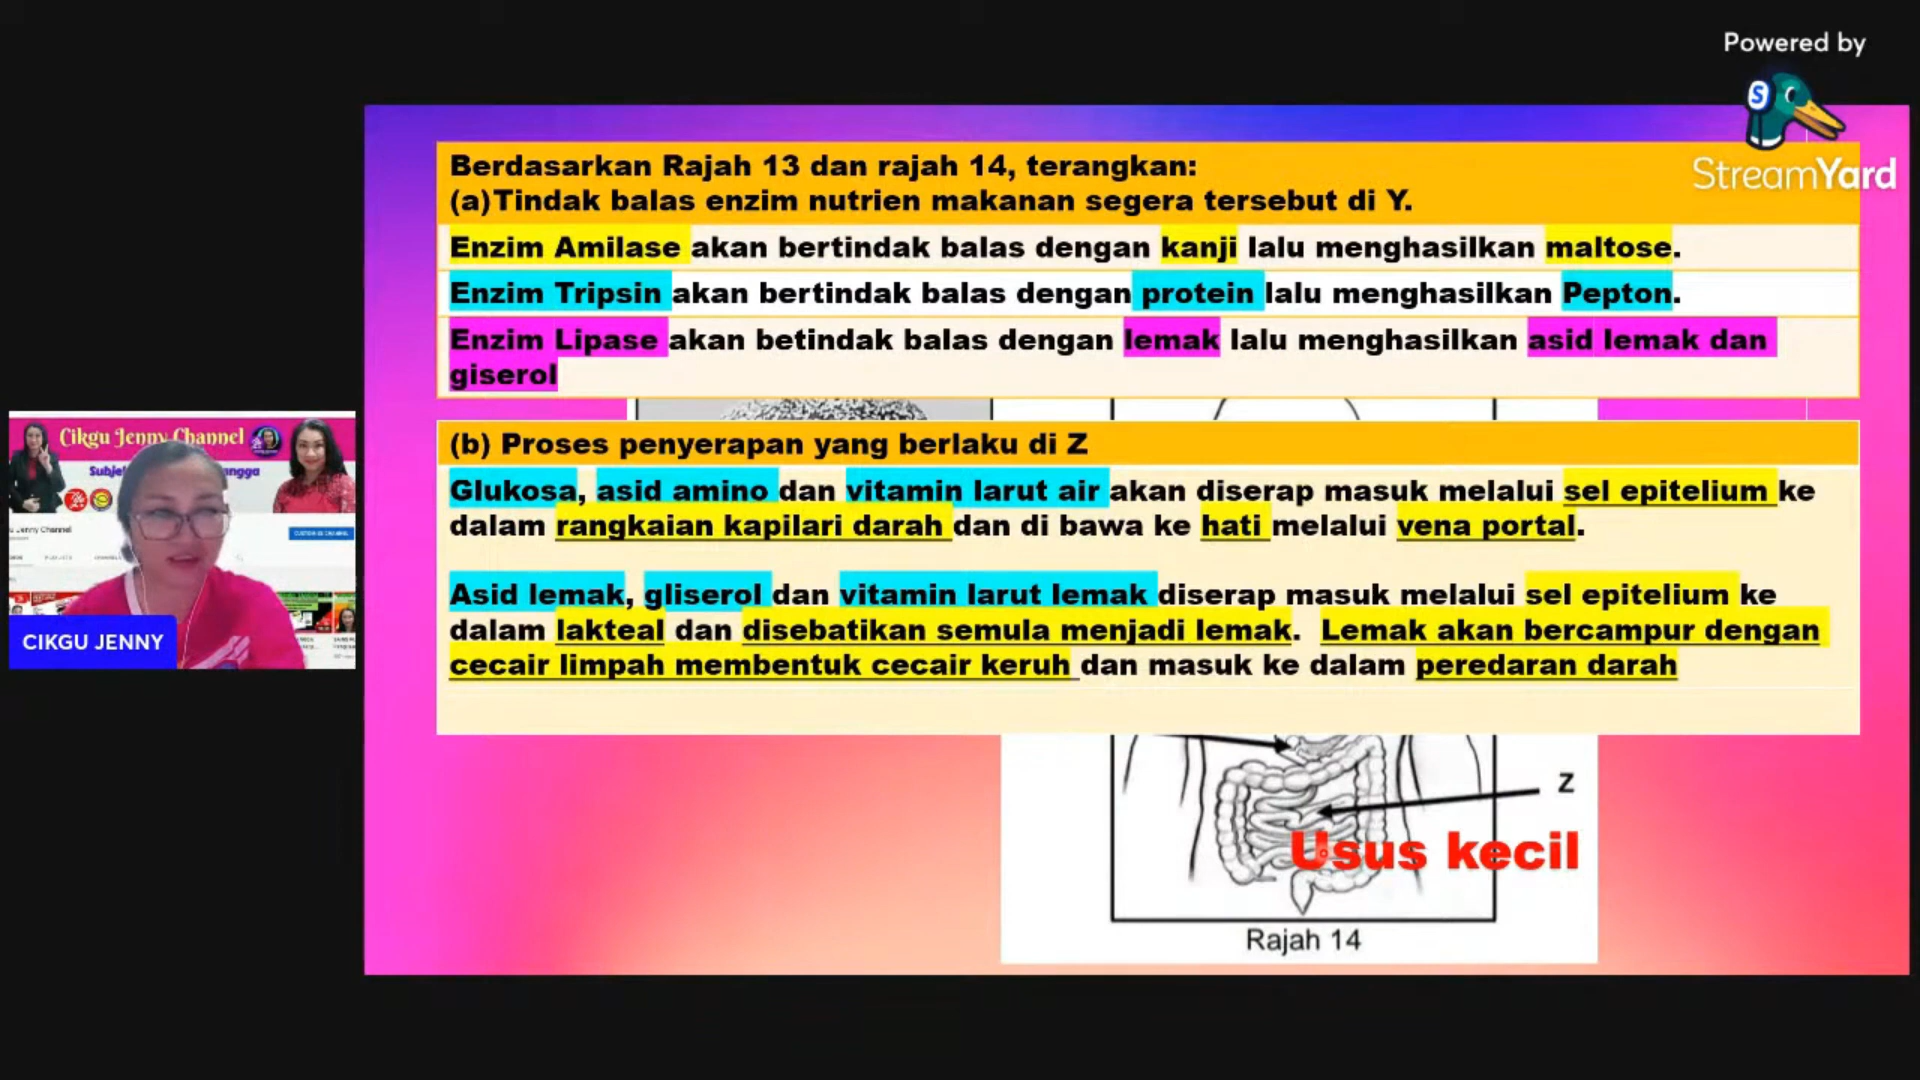 Powered by
StreamYard
Berdasarkan Rajah 13 dan rajah 14, terangkan:
(a)Tindak balas enzim nutrien makanan segera tersebut di Y.
Enzim Amilase akan bertindak balas dengan kanji lalu menghasilkan maltose.
Enzim Tripsin akan bertindak balas dengan protein lalu menghasilkan Pepton.
Enzim Lipase akan betindak balas dengan lemak lalu menghasilkan asid lemak dan
giserol
(b) Proses penyerapan yang berlaku di Z
Glukosa, asid amino dan vitamin larut air akan diserap masuk melalui sel epitelium ke
dalam rangkaian kapilari darah dan di bawa ke hati melalui vena portal.
Asid lemak, gliserol dan vitamin larut lemak diserap masuk melalui sel epitelium ke
dalam lakteal dan disebatikan semula menjadi lemak. Lemak akan bercampur dengan
cecair limpah membentuk cecair keruh dan masuk ke dalam peredaran darah
Z
Usus kecil
Rajah 14
Cikgu Jenny Channel
CIKGU JENNY